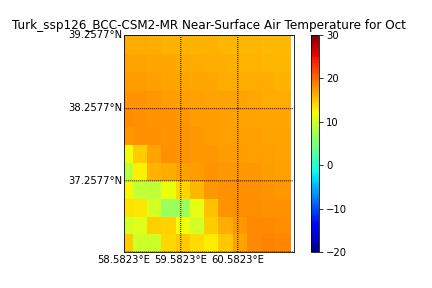 Turk_ssp126_BCC-CSM2-MR Near-Surface Air Temperature for Oct
39.2577°N
38.2577°N
37.2577°N
58.5823°E 59.5823°E 60.5823°E
30
20
10
0
−10
−20